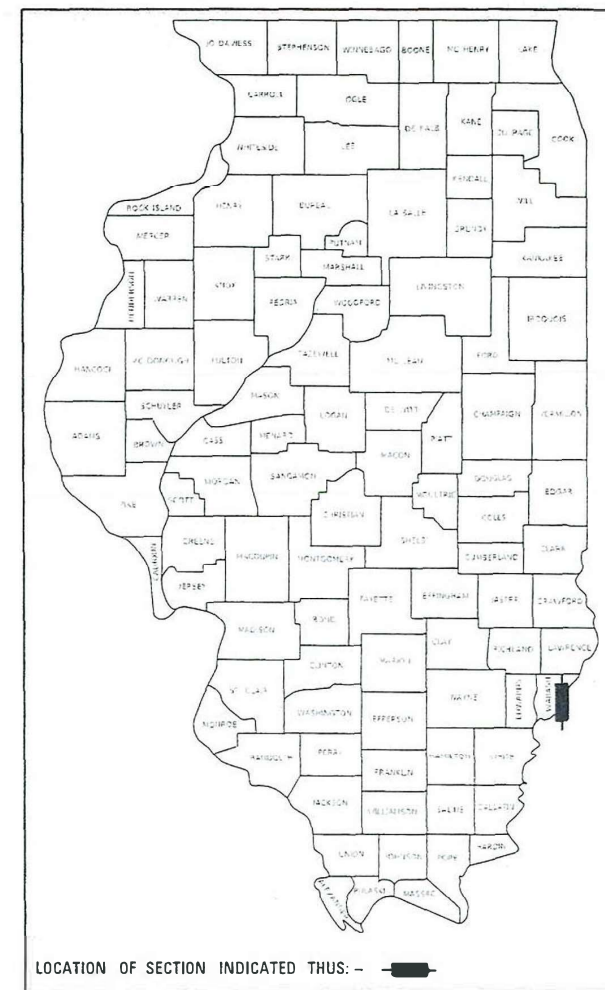 JO DAVIESS STEPHENSON WINNEBAGO BOONE MC HENRY LAKE
CARROLL OGLE DE KALB KANE DU PAGE COOK
WHITESIDE LEE KENDALL WILL
ROCK ISLAND HENRY BUREAU LA SALLE GRUNDY
MERCER PUTNAM KANKAKEE
STARK MARSHALL LIVINGSTON
HENDERSON WARREN KNOX PEORIA WOODFORD IROQUOIS
HANCOCK MC DONOUGH FULTON TAZEWELL MC LEAN FORD
MASON
SCHUYLER LOGAN DE WITT CHAMPAIGN VERMILION
ADAMS BROWN CASS MENARD PIATT
MACON
MORGAN SANGAMON DOUGLAS
PIKE SCOTT MOULTRIE EDGAR
CHRISTIAN COLES
GREENE MACOUPIN MONTGOMERY SHELBY CUMBERLAND CLARK
CALHOUN JERSEY
FAYETTE EFFINGHAM JASPER CRAWFORD
MADISON BOND
CLAY RICHLAND LAWRENCE
CLINTON MARION
ST. CLAIR WAYNE EDWARDS WABASH
MONROE WASHINGTON JEFFERSON
RANDOLPH PERRY HAMILTON WHITE
FRANKLIN
JACKSON WILLIAMSON SALINE GALLATIN
UNION JOHNSON POPE HARDIN
ALEXANDER PULASKI MASSAC
LOCATION OF SECTION INDICATED THUS: -